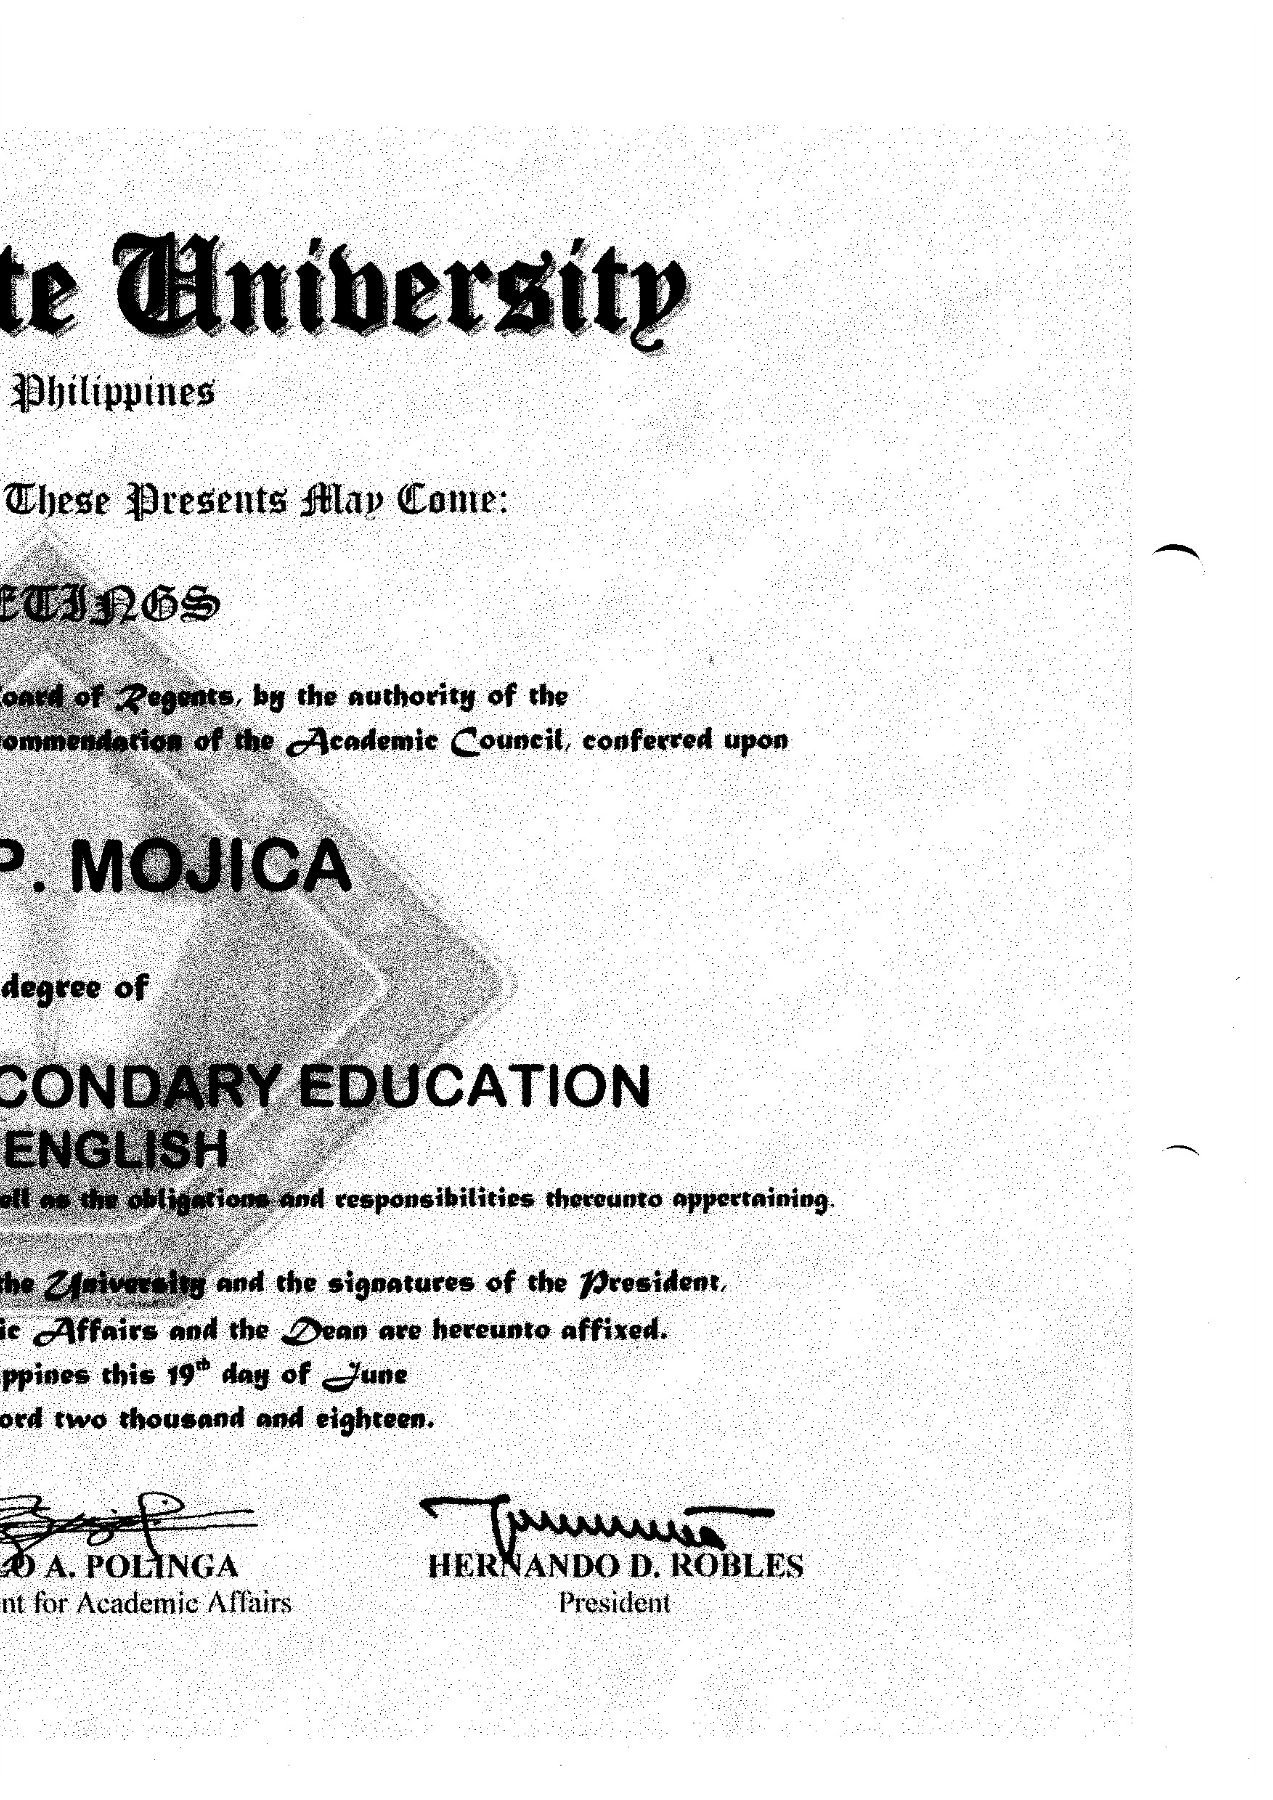 te University
Philippines
These Presents May Come:
ETINGS
oard of Regents, by the authority of the
ommendation of the Academic Council, conferred upon
P. MOJICA
degree of
CONDARY EDUCATION
ENGLISH
ell as the obligations and responsibilities thereunto appertaining.
the University and the signatures of the President,
ic Affairs and the Dean are hereunto affixed.
ppines this 19th day of June
ord two thousand and eighteen.
O A. POLINGA
HERNANDO D. ROBLES
nt for Academic Affairs
President